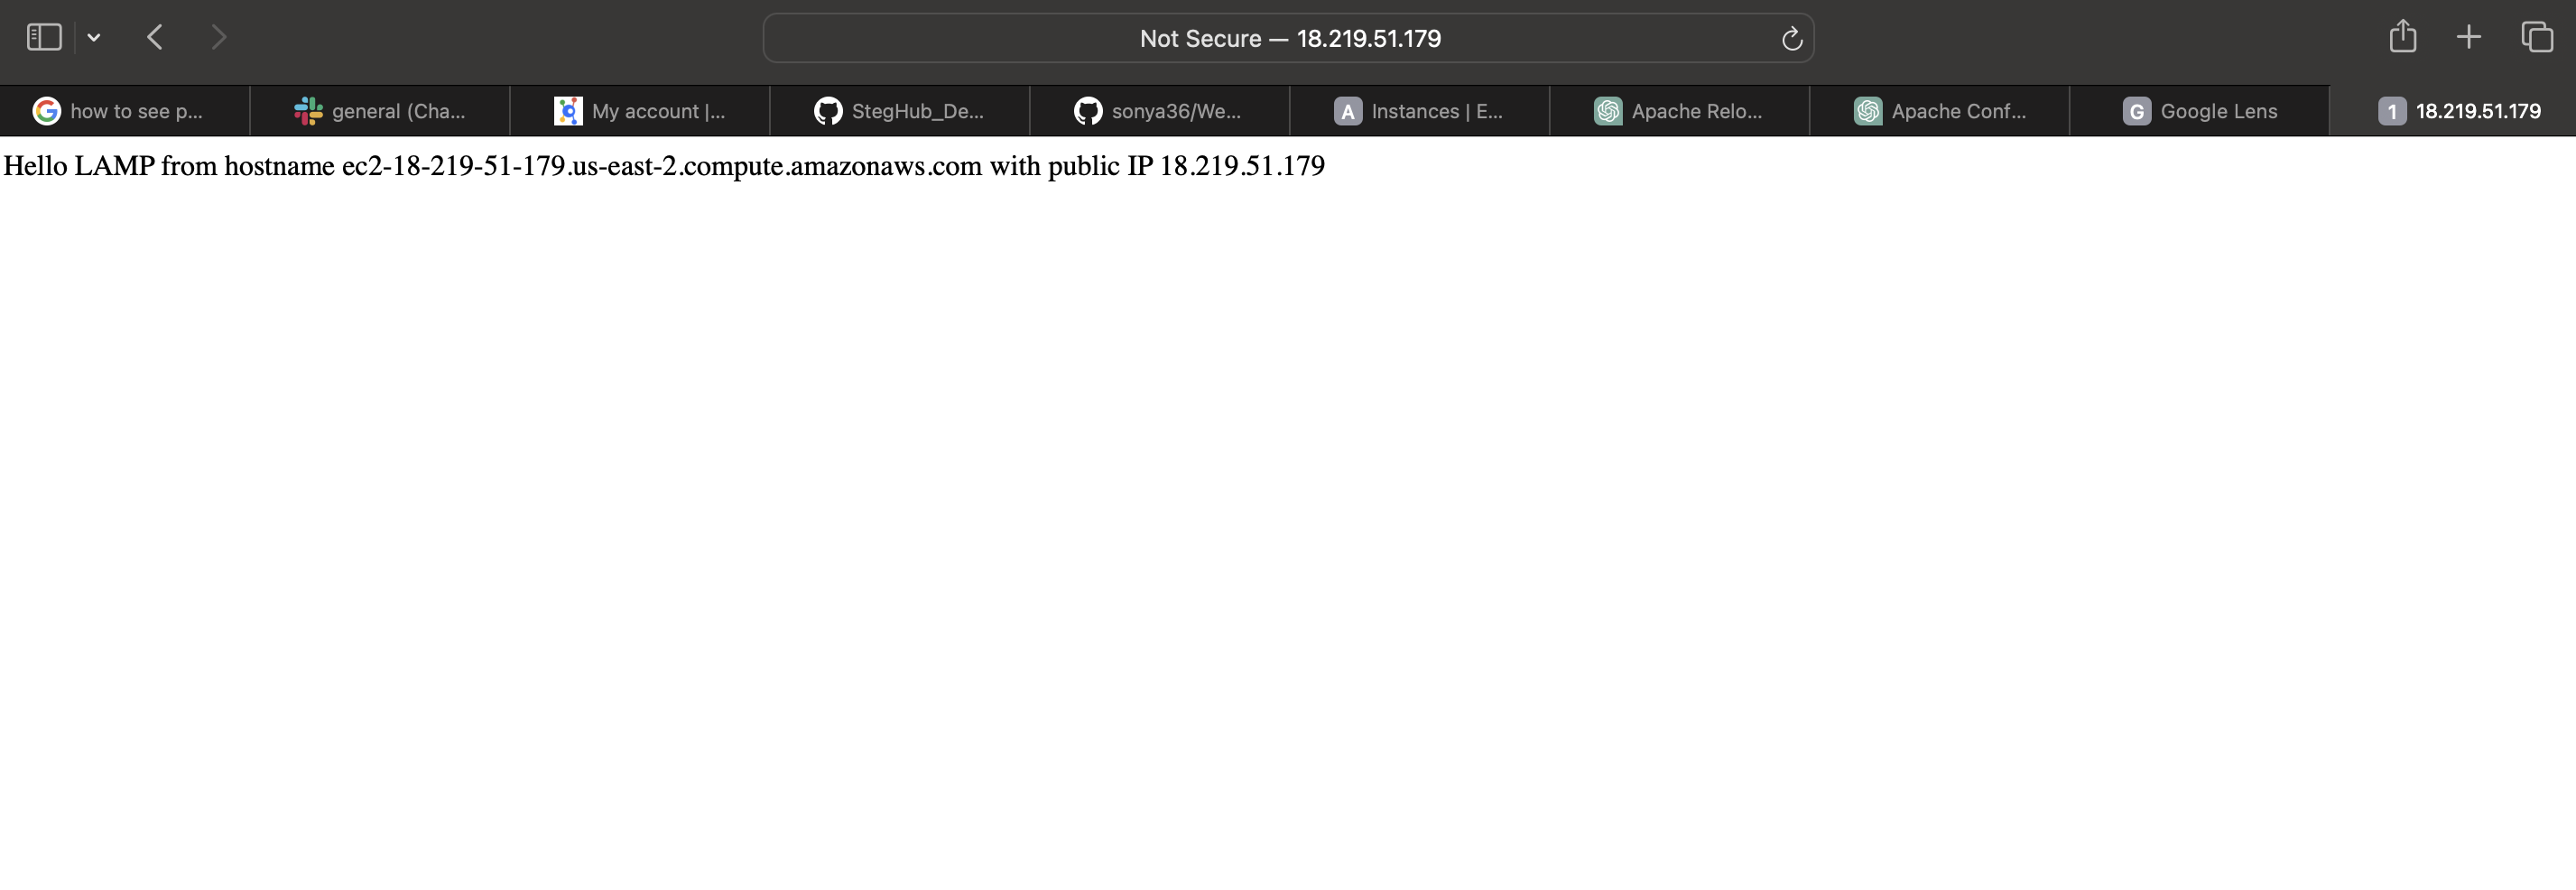 Not Secure — 18.219.51.179
how to see p...
general (Cha...
My account |...
StegHub_De...
sonya36/We...
A Instances | E...
Apache Relo...
Apache Conf...
G Google Lens
1 18.219.51.179
Hello LAMP from hostname ec2-18-219-51-179.us-east-2.compute.amazonaws.com with public IP 18.219.51.179